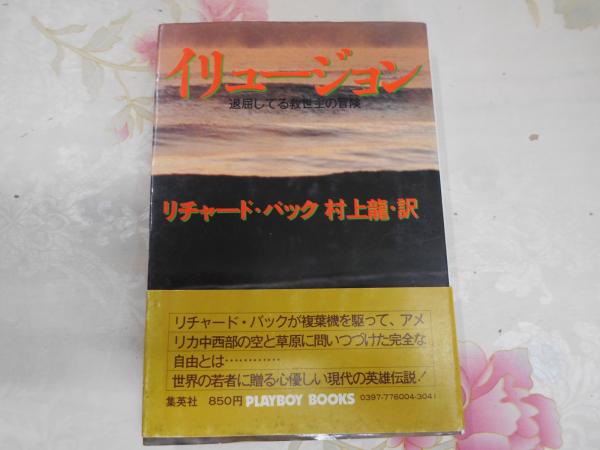 イリュージョン
退屈してる救世主の冒険
リチャード・バック 村上龍・訳
リチャード・バックが複葉機を駆って、アメ
リカ中西部の空と草原に問いつづけた完全な
自由とは…………
世界の若者に贈る心優しい現代の英雄伝説!
集英社 850円 PLAYBOY BOOKS 0397-776004-3041